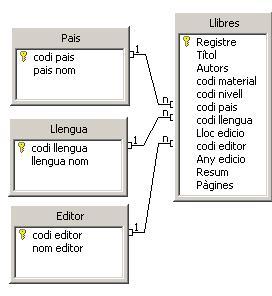 Pais
codi pais
pais nom
1
n
Llengua
codi llengua
llengua nom
1
n
Editor
codi editor
nom editor
1
n
Llibres
Registre
Títol
Autors
codi material
codi nivell
codi pais
codi llengua
Lloc edicio
codi editor
Any edicio
Resum
Pàgines